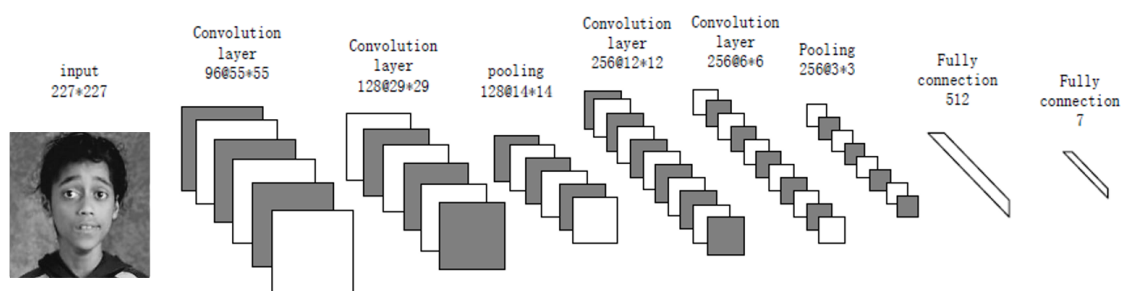 input
227*227
Convolution
layer
96@55*55
Convolution
layer
128@29*29
pooling
128@14*14
Convolution
layer
256@12*12
Convolution
layer
256@6*6
Pooling
256@3*3
Fully
connection
512
Fully
connection
7